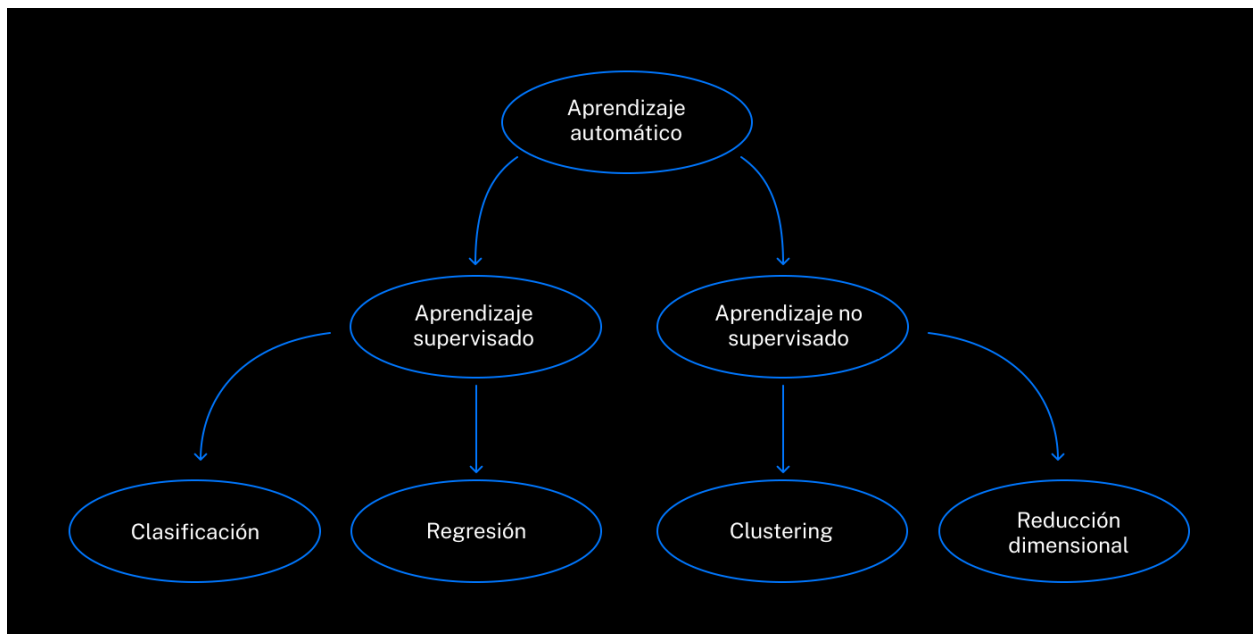 Aprendizaje
automático
Aprendizaje
supervisado
Aprendizaje no
supervisado
Clasificación
Regresión
Clustering
Reducción
dimensional